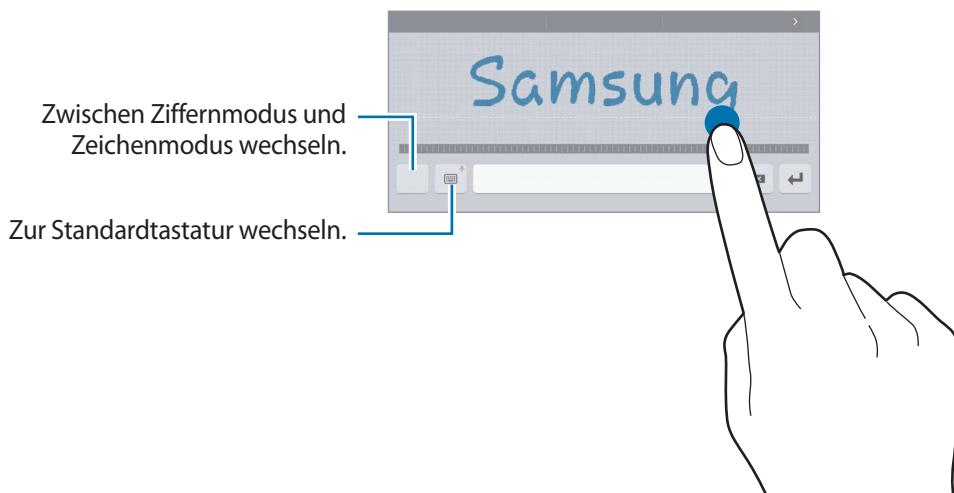 Samsung
Zwischen Ziffernmodus und
Zeichenmodus wechseln.
Zur Standardtastatur wechseln.